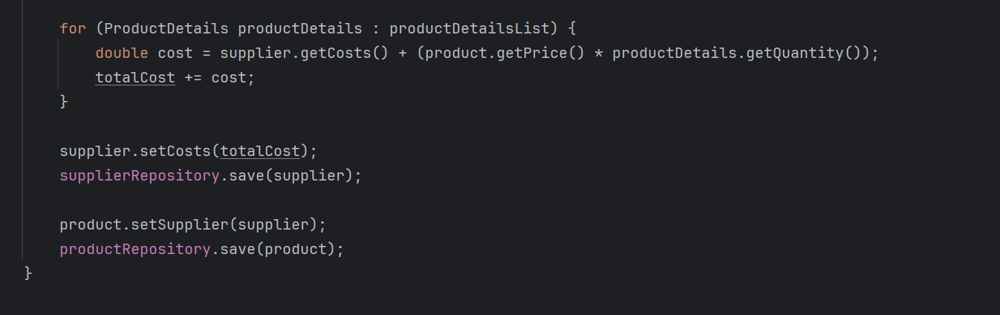 for (ProductDetails productDetails : productDetailsList) {
double cost = supplier.getCosts() + (product.getPrice() * productDetails.getQuantity());
totalCost += cost;
}
supplier.setCosts(totalCost);
supplierRepository.save(supplier);
product.setSupplier(supplier);
productRepository.save(product);
}